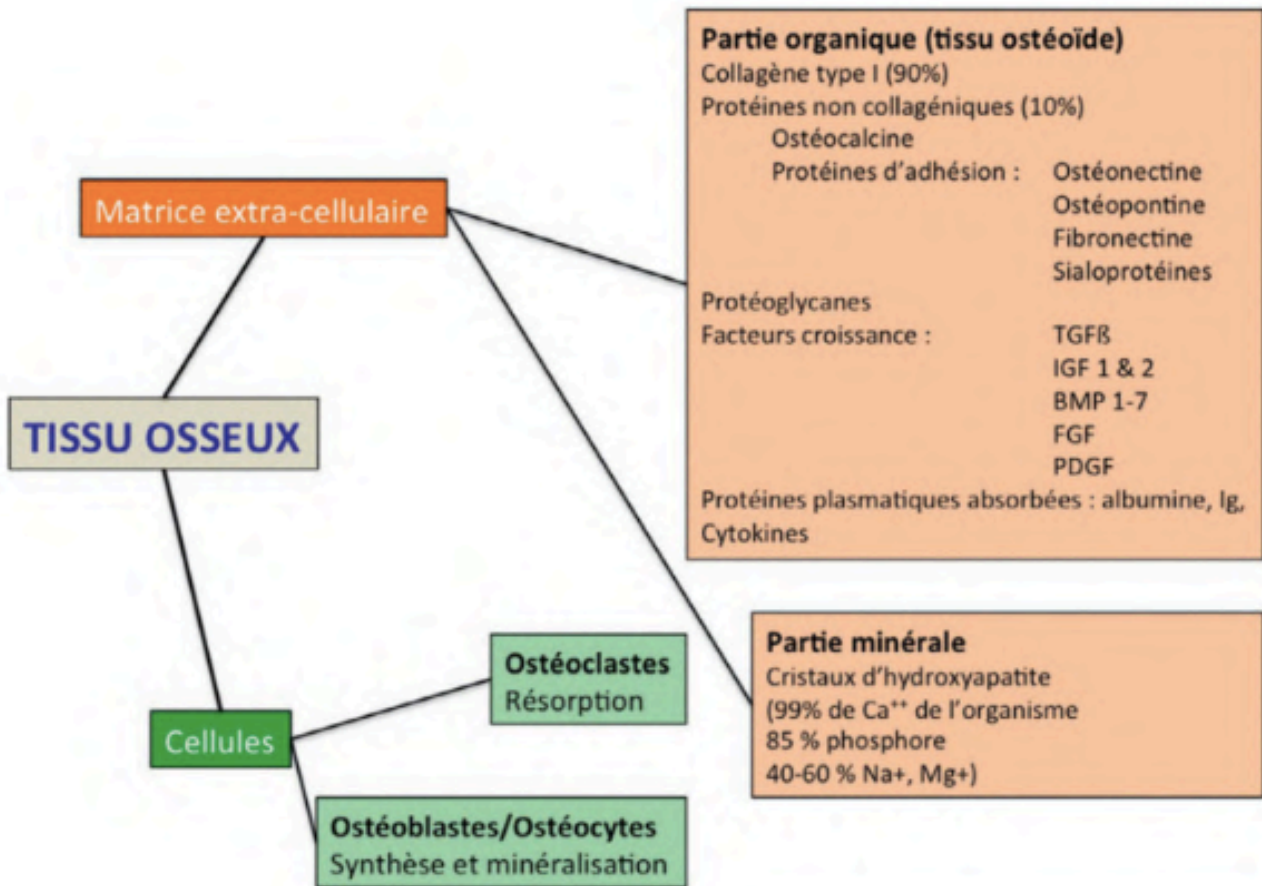 Partie organique (tissu ostéoïde)
Collagène type I (90%)
Protéines non collagéniques (10%)
Ostéocalcine
Protéines d'adhésion : Ostéonectine
Ostéopontine
Fibronectine
Sialoprotéines
Protéoglycanes
Facteurs croissance : TGFß
IGF 1 & 2
BMP 1-7
FGF
PDGF
Protéines plasmatiques absorbées : albumine, Ig,
Cytokines
Matrice extra-cellulaire
TISSU OSSEUX
Partie minérale
Cristaux d'hydroxyapatite
(99% de Ca⁺⁺ de l'organisme
85 % phosphore
40-60 % Na+, Mg+)
Ostéoclastes
Résorption
Cellules
Ostéoblastes/Ostéocytes
Synthèse et minéralisation